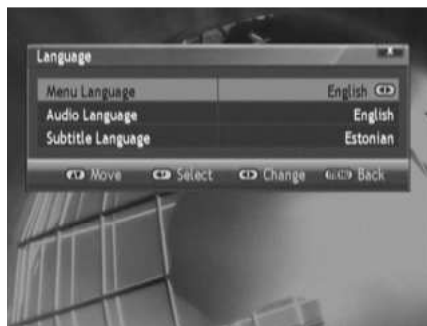 Language
Menu Language English
Audio Language English
Subtitle Language Estonian
Move Select Change Back